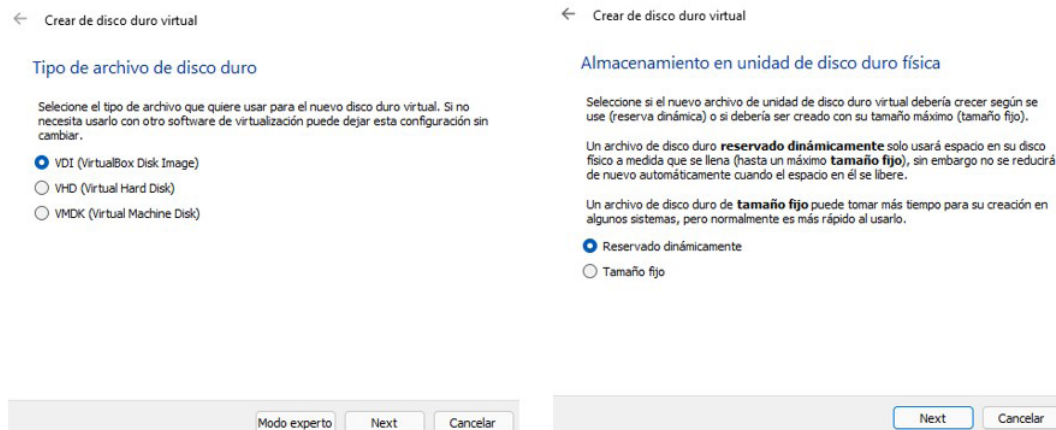 Crear de disco duro virtual
Tipo de archivo de disco duro
Selecione el tipo de archivo que quiere usar para el nuevo disco duro virtual. Si no
necesita usarlo con otro software de virtualización puede dejar esta configuración sin
cambiar.
VDI (VirtualBox Disk Image)
VHD (Virtual Hard Disk)
VMDK (Virtual Machine Disk)
Modo experto Next Cancelar
Crear de disco duro virtual
Almacenamiento en unidad de disco duro física
Seleccione si el nuevo archivo de unidad de disco duro virtual debería crecer según se
use (reserva dinámica) o si debería ser creado con su tamaño máximo (tamaño fijo).
Un archivo de disco duro reservado dinámicamente solo usará espacio en su disco
físico a medida que se llena (hasta un máximo tamaño fijo), sin embargo no se reducirá
de nuevo automáticamente cuando el espacio en él se libere.
Un archivo de disco duro de tamaño fijo puede tomar más tiempo para su creación en
algunos sistemas, pero normalmente es más rápido al usarlo.
Reservado dinámicamente
Tamaño fijo
Next Cancelar